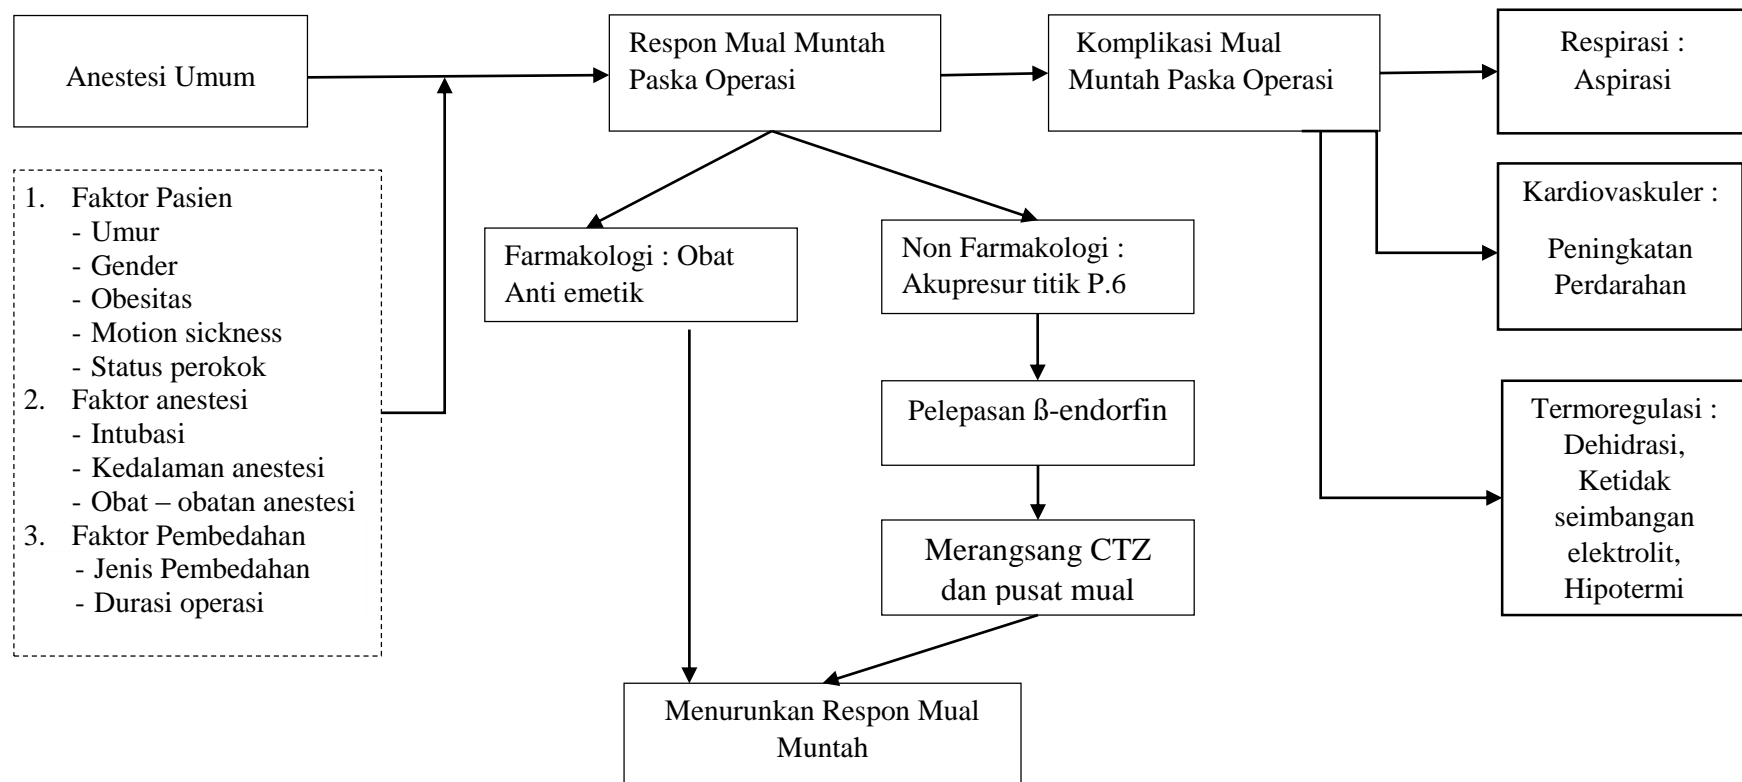 Anestesi Umum
Respon Mual Muntah
Paska Operasi
Komplikasi Mual
Muntah Paska Operasi
Respirasi :
Aspirasi
1. Faktor Pasien
- Umur
- Gender
- Obesitas
- Motion sickness
- Status perokok
2. Faktor anestesi
- Intubasi
- Kedalaman anestesi
- Obat – obatan anestesi
3. Faktor Pembedahan
- Jenis Pembedahan
- Durasi operasi
Farmakologi : Obat
Anti emetik
Non Farmakologi :
Akupresur titik P.6
Kardiovaskuler :
Peningkatan
Perdarahan
Pelepasan ß-endorfin
Termoregulasi :
Dehidrasi,
Ketidak
seimbangan
elektrolit,
Hipotermi
Merangsang CTZ
dan pusat mual
Menurunkan Respon Mual
Muntah